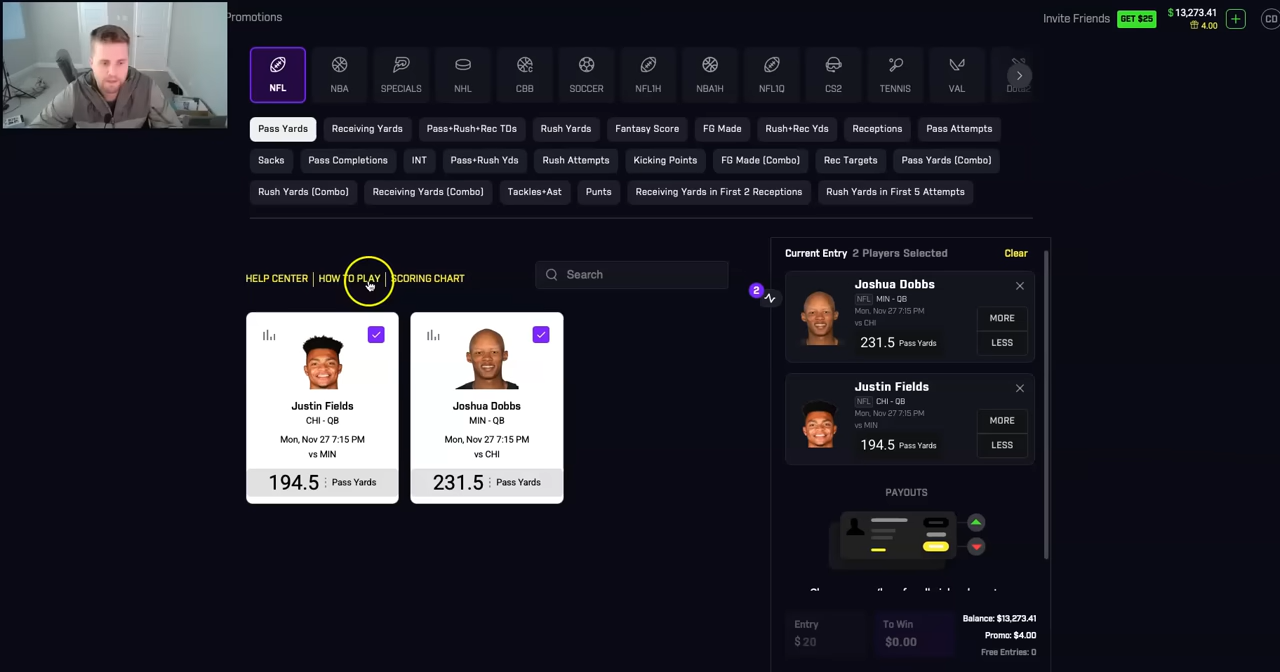 Promotions
Invite Friends GET $25 $ 13,273.41
4.00
CD
NFL NBA SPECIALS NHL CBB SOCCER NFL1H NBA1H NFL1Q CS2 TENNIS VAL
Pass Yards Receiving Yards Pass+Rush+Rec TDs Rush Yards Fantasy Score FG Made Rush+Rec Yds Receptions Pass Attempts
Sacks Pass Completions INT Pass+Rush Yds Rush Attempts Kicking Points FG Made (Combo) Rec Targets Pass Yards (Combo)
Rush Yards (Combo) Receiving Yards (Combo) Tackles+Ast Punts Receiving Yards in First 2 Receptions Rush Yards in First 5 Attempts
HELP CENTER | HOW TO PLAY | SCORING CHART
Search
Justin Fields
CHI - QB
Mon, Nov 27 7:15 PM
vs MIN
194.5 Pass Yards
Joshua Dobbs
MIN - QB
Mon, Nov 27 7:15 PM
vs CHI
231.5 Pass Yards
Current Entry 2 Players Selected Clear
2
Joshua Dobbs
NFL MIN - QB
Mon, Nov 27 7:15 PM
vs CHI
231.5 Pass Yards
MORE
LESS
Justin Fields
NFL CHI - QB
Mon, Nov 27 7:15 PM
vs MIN
194.5 Pass Yards
MORE
LESS
PAYOUTS
Entry
$ 20
To Win
$0.00
Balance: $13,273.41
Promo: $4.00
Free Entries: 0